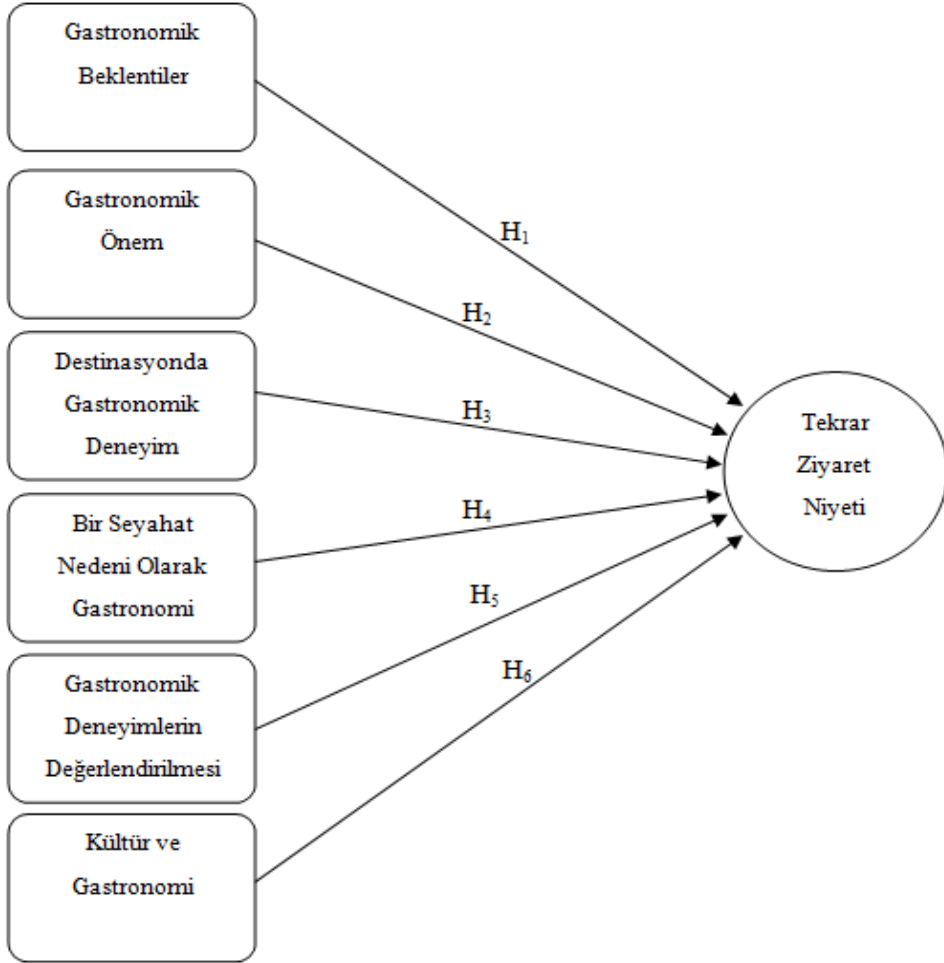 Gastronomik
Beklentiler
Gastronomik
Önem
Destinasyonda
Gastronomik
Deneyim
Bir Seyahat
Nedeni Olarak
Gastronomi
Gastronomik
Deneyimlerin
Değerlendirilmesi
Kültür ve
Gastronomi
H₁
H₂
H₃
H₄
H₅
H₆
Tekrar
Ziyaret
Niyeti